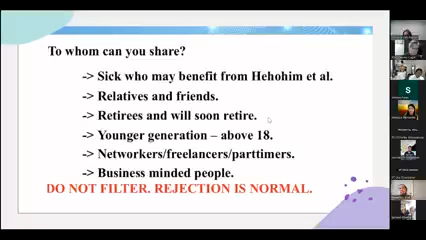 To whom can you share?
-> Sick who may benefit from Hehohim et al.
-> Relatives and friends.
-> Retirees and will soon retire.
-> Younger generation – above 18.
-> Networkers/freelancers/parttimers.
-> Business minded people.
DO NOT FILTER. REJECTION IS NORMAL.
S